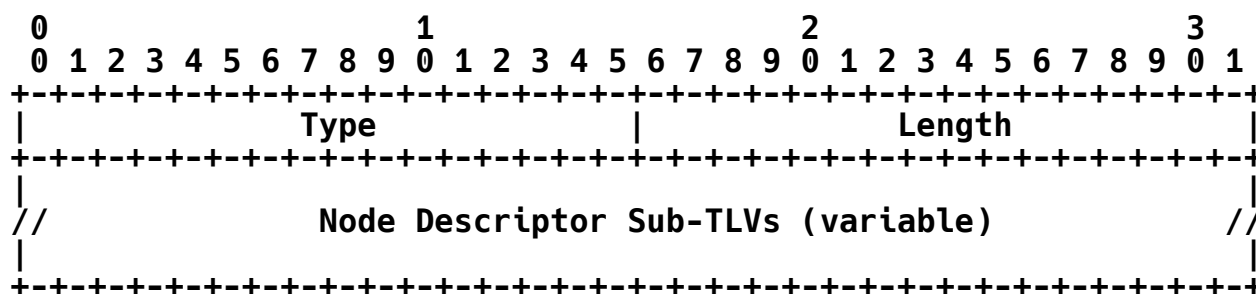 0                   1                   2                   3
 0 1 2 3 4 5 6 7 8 9 0 1 2 3 4 5 6 7 8 9 0 1 2 3 4 5 6 7 8 9 0 1
+-+-+-+-+-+-+-+-+-+-+-+-+-+-+-+-+-+-+-+-+-+-+-+-+-+-+-+-+-+-+-+-+
|              Type             |             Length            |
+-+-+-+-+-+-+-+-+-+-+-+-+-+-+-+-+-+-+-+-+-+-+-+-+-+-+-+-+-+-+-+-+
|                                                               |
//              Node Descriptor Sub-TLVs (variable)            //
|                                                               |
+-+-+-+-+-+-+-+-+-+-+-+-+-+-+-+-+-+-+-+-+-+-+-+-+-+-+-+-+-+-+-+-+